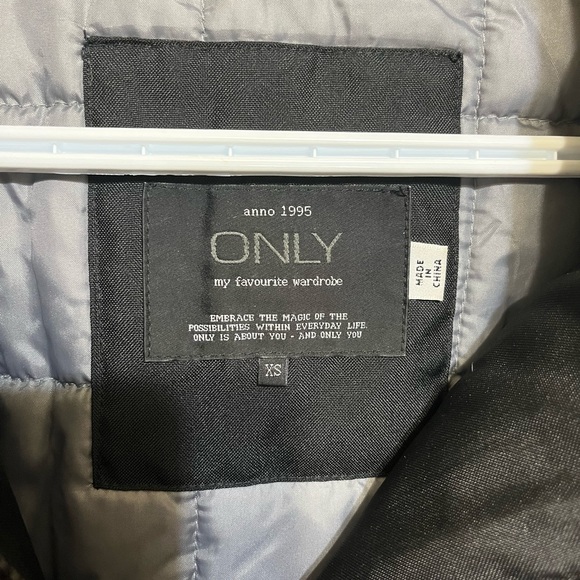 anno 1995
ONLY
my favourite wardrobe
EMBRACE THE MAGIC OF THE
POSSIBILITIES WITHIN EVERYDAY LIFE.
ONLY IS ABOUT YOU - AND ONLY YOU
XS
MADE
IN
CHINA